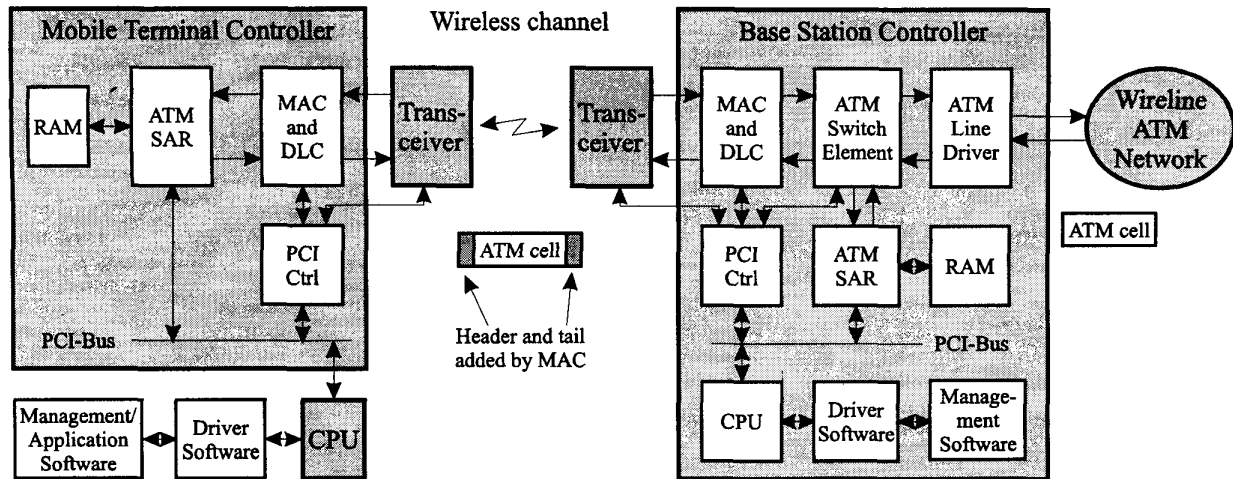 Mobile Terminal Controller
Wireless channel
Base Station Controller
RAM
ATM
SAR
MAC
and
DLC
Trans-
ceiver
Trans-
ceiver
MAC
and
DLC
ATM
Switch
Element
ATM
Line
Driver
Wireline
ATM
Network
PCI
Ctrl
ATM cell
PCI
Ctrl
ATM
SAR
RAM
ATM cell
PCI-Bus
Header and tail
added by MAC
PCI-Bus
Management/
Application
Software
Driver
Software
CPU
CPU
Driver
Software
Manage-
ment
Software